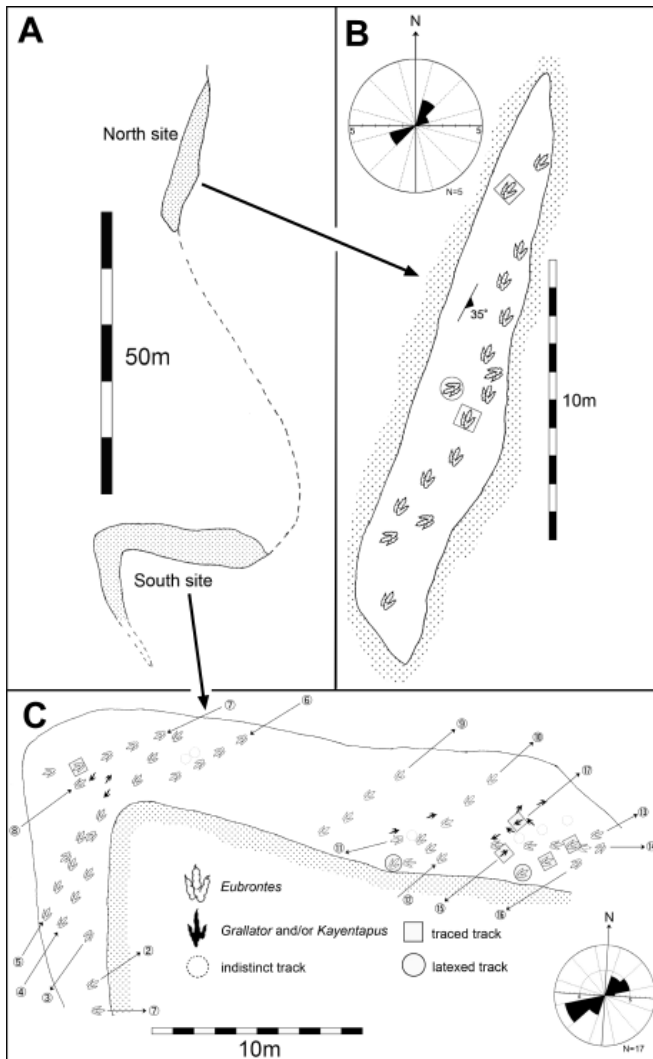 A
North site
50m
South site
B
N
5
5
N=5
35°
10m
C
⑦
⑥
⑨
⑩
⑰
⑧
⑬
⑪
⑭
⑫
⑮
⑯
⑤
④
③
②
⑦
Eubrontes
Grallator and/or Kayentapus
indistinct track
traced track
latexed track
10m
N
N=17